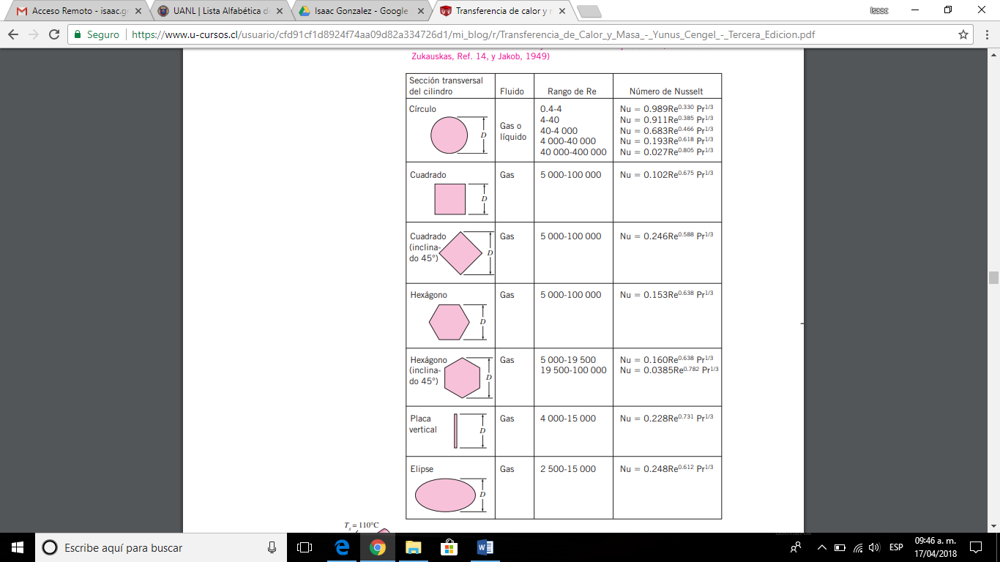 Acceso Remoto - isaac.g
UANL | Lista Alfabética d
Isaac Gonzalez - Google
Transferencia de calor y
Isaac
Seguro
https://www.u-cursos.cl/usuario/cfd91cf1d8924f74aa09d82a334726d1/mi_blog/r/Transferencia_de_Calor_y_Masa_-_Yunus_Cengel_-_Tercera_Edicion.pdf
Zukauskas, Ref. 14, y Jakob, 1949)
Sección transversal
del cilindro
Fluido
Rango de Re
Número de Nusselt
Círculo
D
Gas o
líquido
0.4-4
Nu = 0.989Re^0.330 Pr^1/3
4-40
Nu = 0.911Re^0.385 Pr^1/3
40-4 000
Nu = 0.683Re^0.466 Pr^1/3
4 000-40 000
Nu = 0.193Re^0.618 Pr^1/3
40 000-400 000
Nu = 0.027Re^0.805 Pr^1/3
Cuadrado
D
Gas
5 000-100 000
Nu = 0.102Re^0.675 Pr^1/3
Cuadrado
(inclina-
do 45°)
D
Gas
5 000-100 000
Nu = 0.246Re^0.588 Pr^1/3
Hexágono
D
Gas
5 000-100 000
Nu = 0.153Re^0.638 Pr^1/3
Hexágono
(inclina-
do 45°)
D
Gas
5 000-19 500
Nu = 0.160Re^0.638 Pr^1/3
19 500-100 000
Nu = 0.0385Re^0.782 Pr^1/3
Placa
vertical
D
Gas
4 000-15 000
Nu = 0.228Re^0.731 Pr^1/3
Elipse
D
Gas
2 500-15 000
Nu = 0.248Re^0.612 Pr^1/3
T_s = 110°C
Escribe aquí para buscar
ESP
09:46 a. m.
17/04/2018